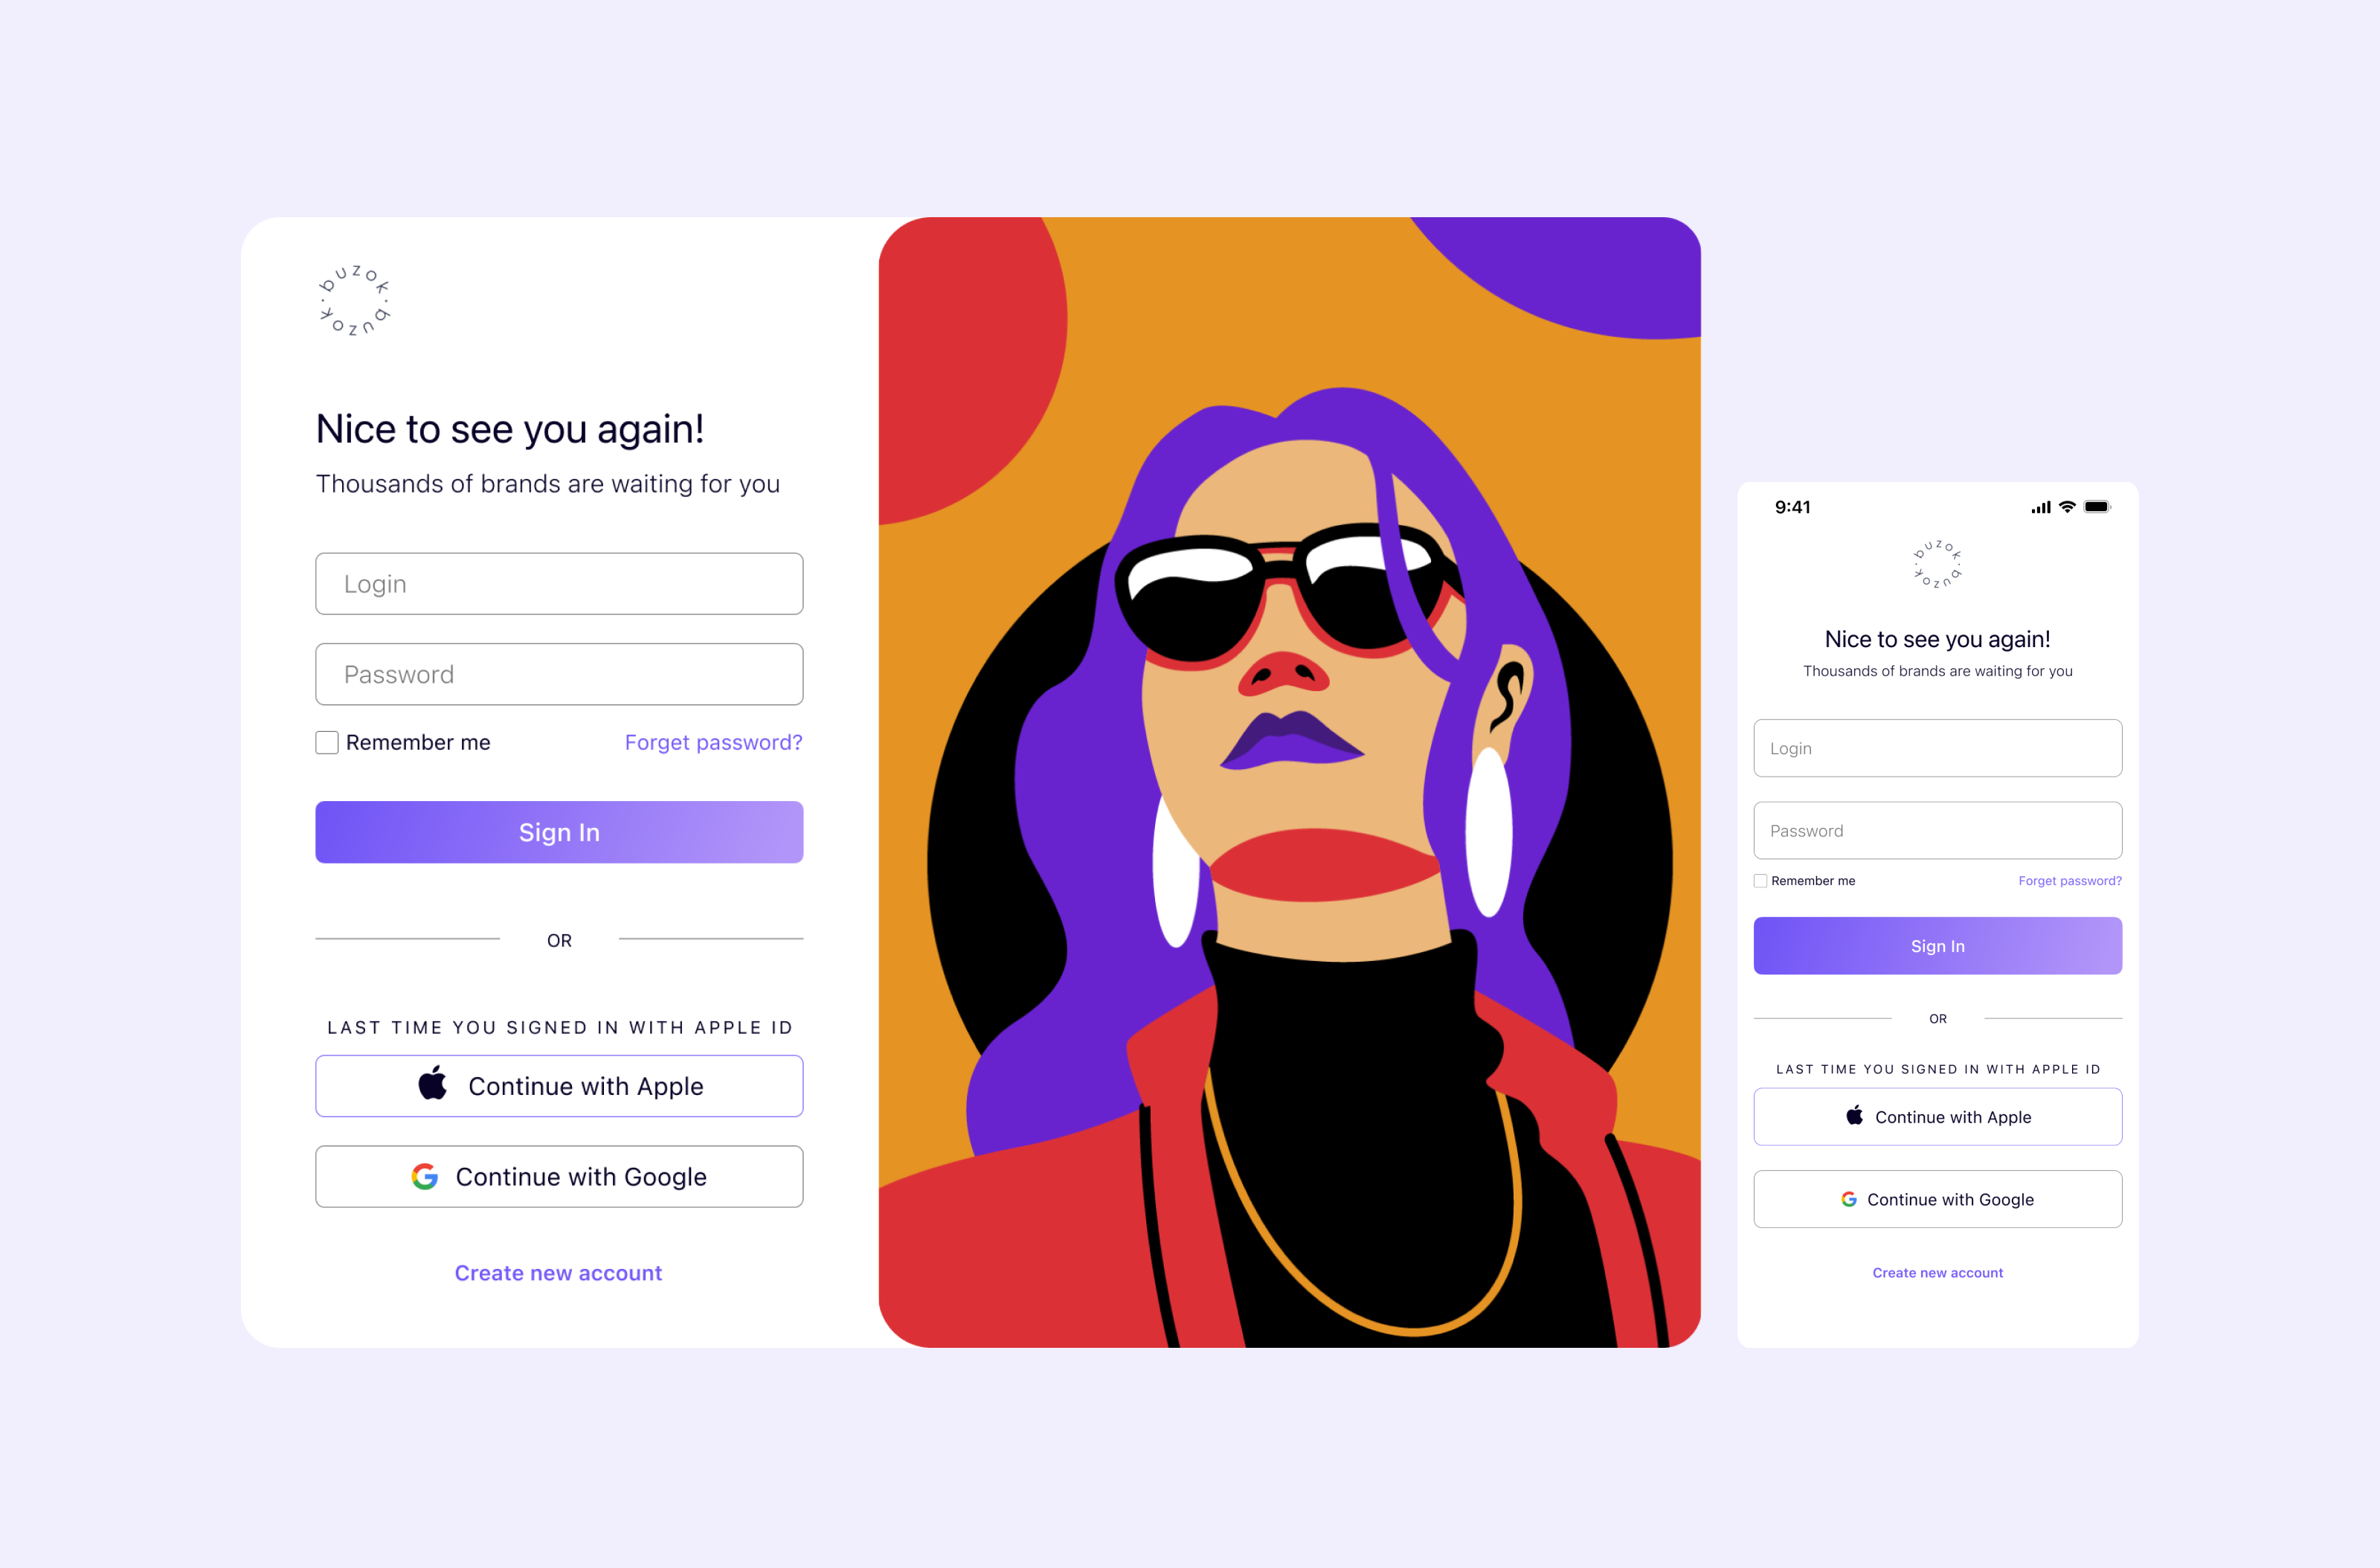 buzok · buzok ·
Nice to see you again!
Thousands of brands are waiting for you
Login
Password
Remember me
Forget password?
Sign In
OR
LAST TIME YOU SIGNED IN WITH APPLE ID
Continue with Apple
Continue with Google
Create new account
9:41
buzok · buzok ·
Nice to see you again!
Thousands of brands are waiting for you
Login
Password
Remember me
Forget password?
Sign In
OR
LAST TIME YOU SIGNED IN WITH APPLE ID
Continue with Apple
Continue with Google
Create new account